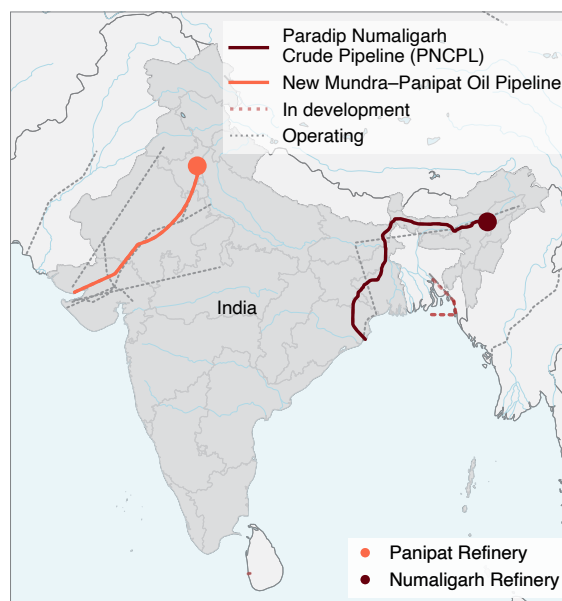 Paradip Numaligarh
Crude Pipeline (PNCPL)
New Mundra–Panipat Oil Pipeline
In development
Operating
India
Panipat Refinery
Numaligarh Refinery